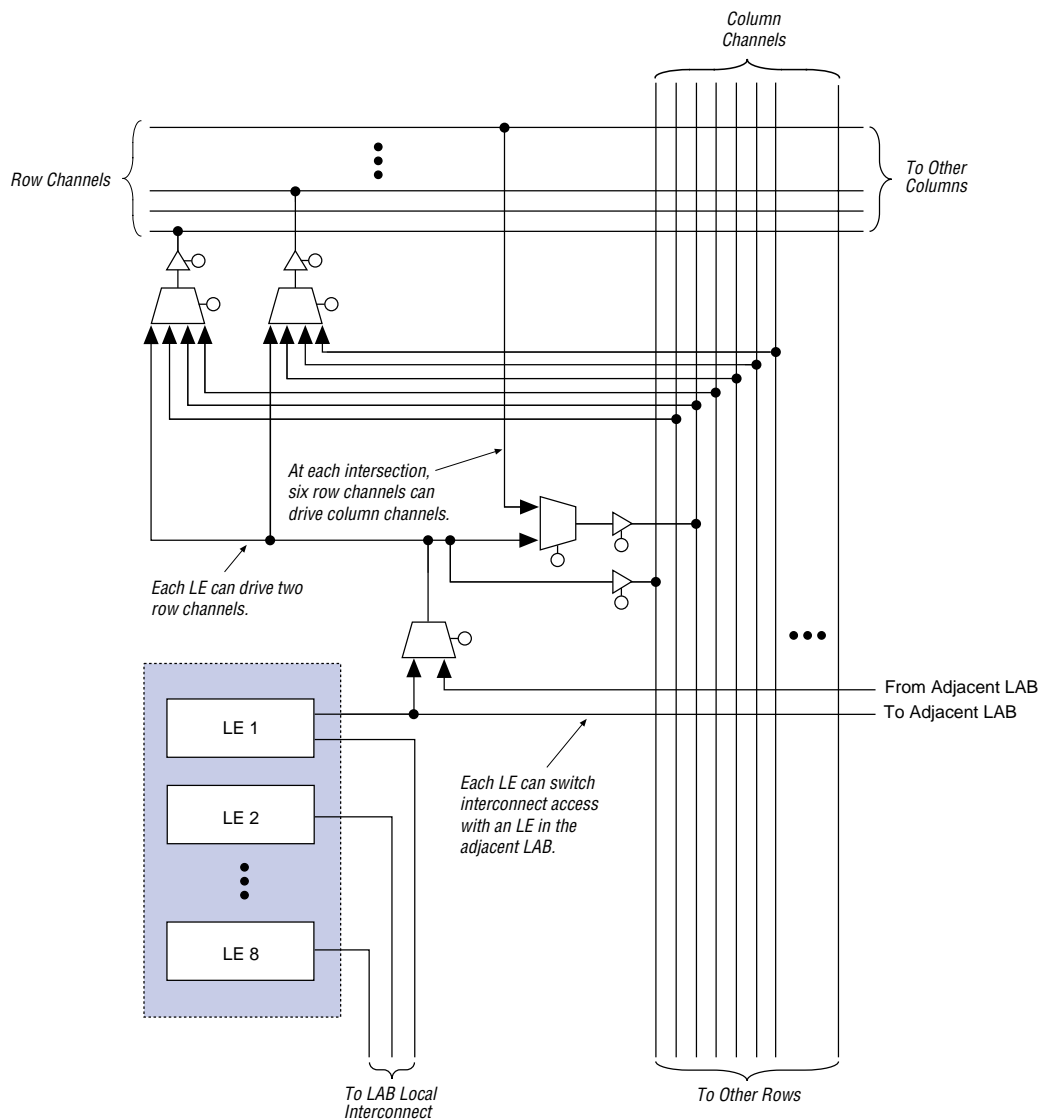 Column
Channels
Row Channels
To Other
Columns
At each intersection,
six row channels can
drive column channels.
Each LE can drive two
row channels.
From Adjacent LAB
To Adjacent LAB
LE 1
Each LE can switch
interconnect access
with an LE in the
adjacent LAB.
LE 2
LE 8
To LAB Local
Interconnect
To Other Rows